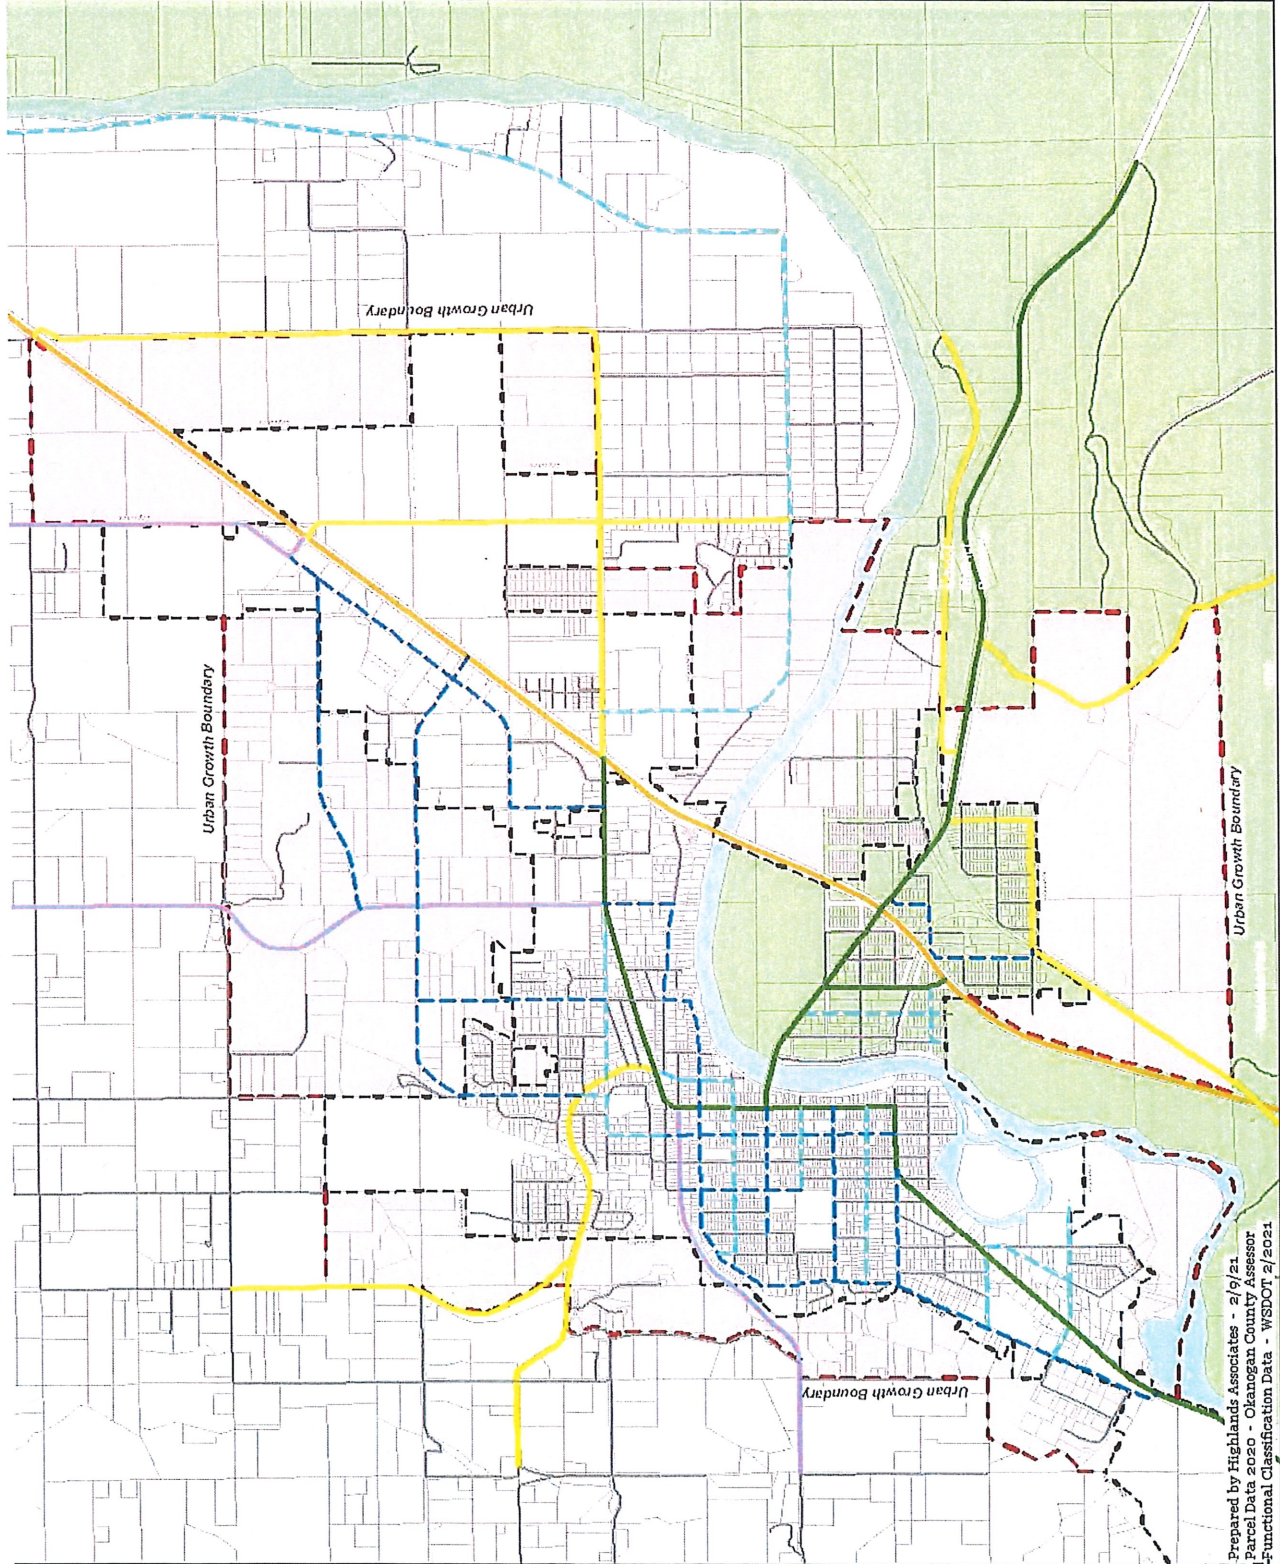 Urban Growth Boundary
Urban Growth Boundary
Urban Growth Boundary
Urban Growth Boundary
Prepared by Highlands Associates - 2/9/21
Parcel Data 2020 - Okanogan County Assessor
Functional Classification Data - WSDOT 2/2021